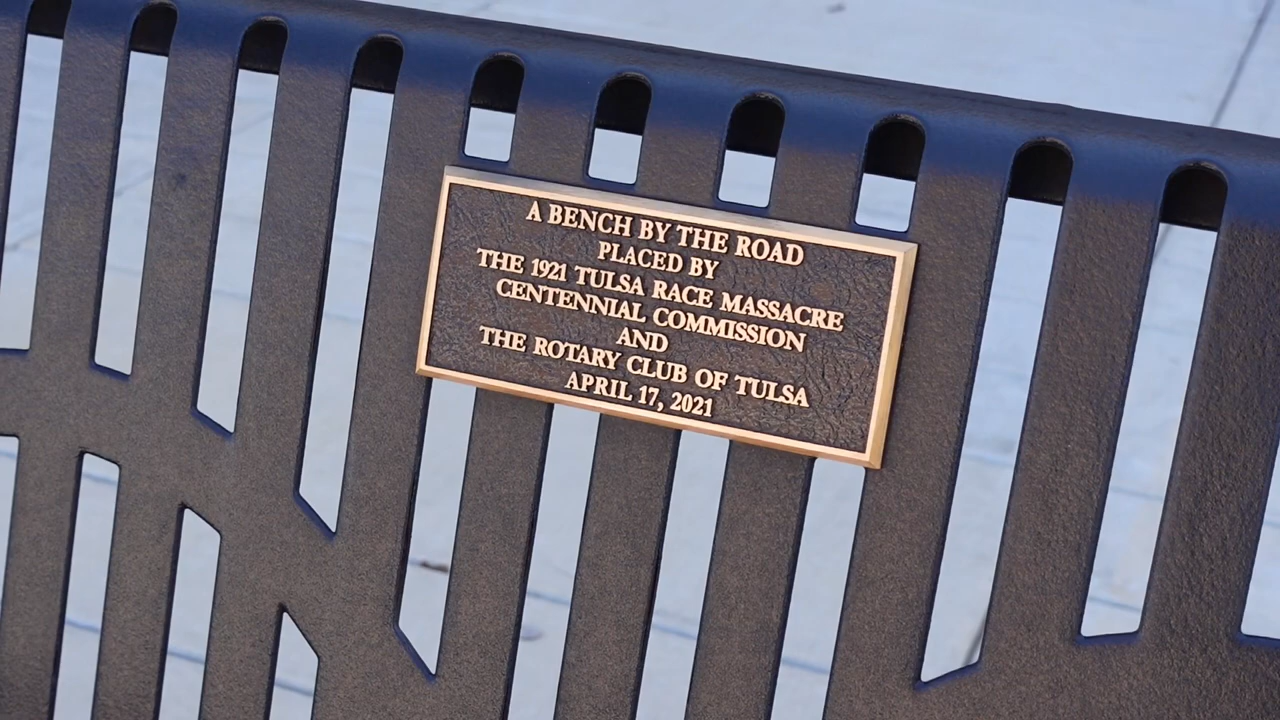 A BENCH BY THE ROAD
PLACED BY
THE 1921 TULSA RACE MASSACRE
CENTENNIAL COMMISSION
AND
THE ROTARY CLUB OF TULSA
APRIL 17, 2021